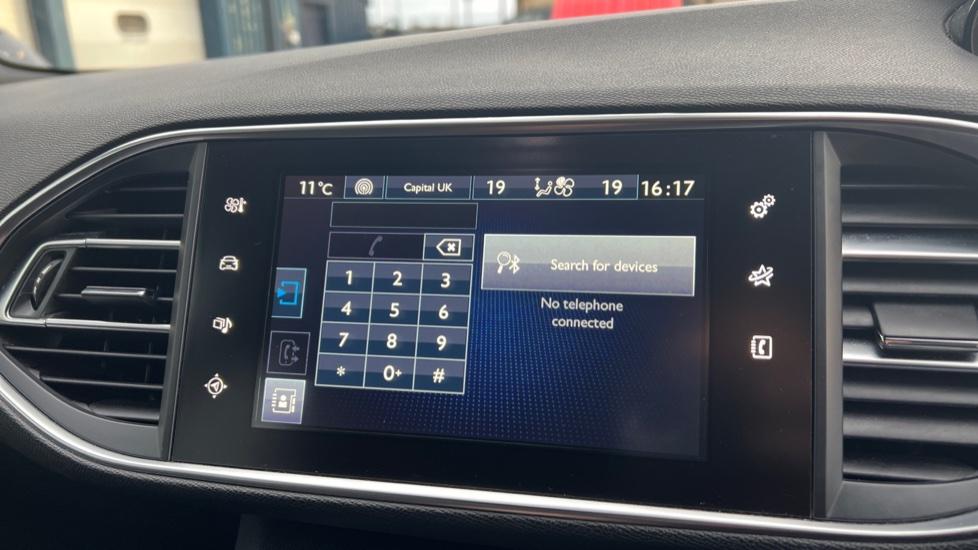 11°C
Capital UK
19
19
16:17
Search for devices
No telephone
connected
1 2 3
4 5 6
7 8 9
* 0+ #